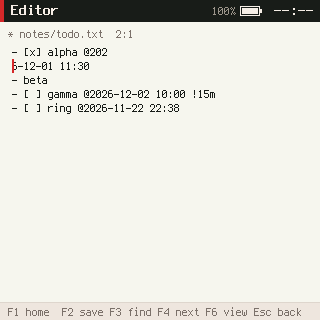 Editor 100% --:--
* notes/todo.txt 2:1
- [x] alpha @202
6-12-01 11:30
- beta
- [ ] gamma @2026-12-02 10:00 !15m
- [ ] ring @2026-11-22 22:38
F1 home F2 save F3 find F4 next F6 view Esc back